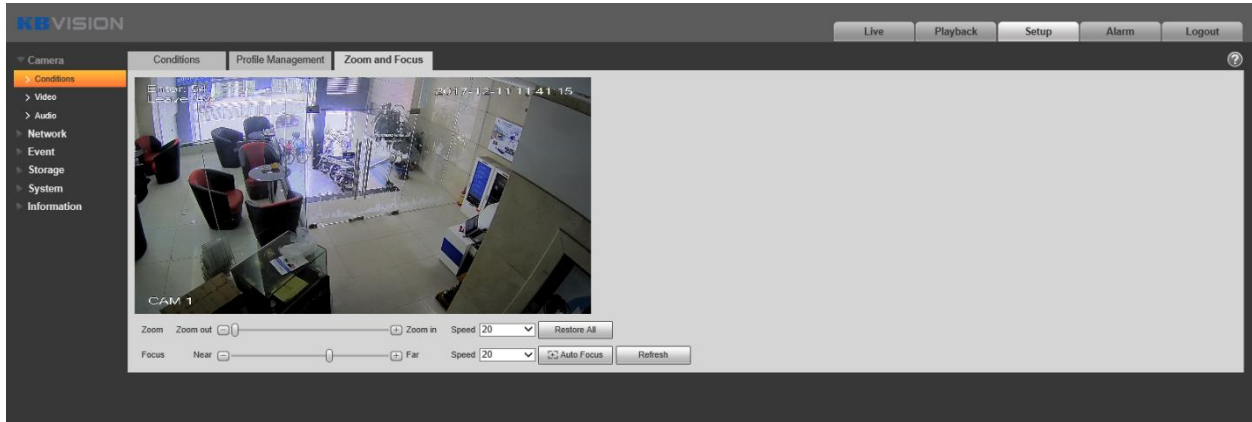 KBVISION
Live Playback Setup Alarm Logout
Camera
Conditions
Video
Audio
Network
Event
Storage
System
Information
Conditions Profile Management Zoom and Focus
2017-12-11 11:41:15
CAM 1
Zoom Zoom out Zoom in Speed 20 Restore All
Focus Near Far Speed 20 Auto Focus Refresh